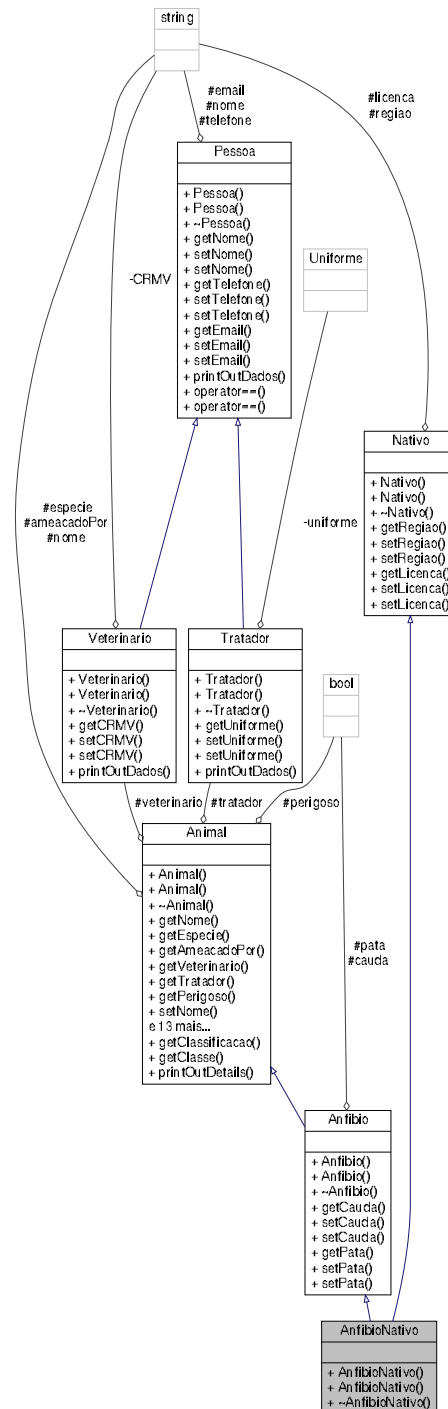 string
#email
#nome
#telefone
#licenca
#regiao
Pessoa
+ Pessoa()
+ Pessoa()
+ ~Pessoa()
+ getNome()
+ setNome()
+ setNome()
+ getTelefone()
+ setTelefone()
+ setTelefone()
+ getEmail()
+ setEmail()
+ setEmail()
+ printOutDados()
+ operator==()
+ operator==()
-CRMV
Uniforme
Nativo
+ Nativo()
+ Nativo()
+ ~Nativo()
+ getRegiao()
+ setRegiao()
+ setRegiao()
+ getLicenca()
+ setLicenca()
+ setLicenca()
#especie
#ameacadoPor
#nome
-uniforme
Veterinario
+ Veterinario()
+ Veterinario()
+ ~Veterinario()
+ getCRMV()
+ setCRMV()
+ setCRMV()
+ printOutDados()
Tratador
+ Tratador()
+ Tratador()
+ ~Tratador()
+ getUniforme()
+ setUniforme()
+ setUniforme()
+ printOutDados()
bool
#veterinario
#tratador
#perigoso
Animal
+ Animal()
+ Animal()
+ ~Animal()
+ getNome()
+ getEspecie()
+ getAmeacadoPor()
+ getVeterinario()
+ getTratador()
+ getPerigoso()
+ setNome()
e 13 mais...
+ getClassificacao()
+ getClasse()
+ printOutDetails()
#pata
#cauda
Anfibio
+ Anfibio()
+ Anfibio()
+ ~Anfibio()
+ getCauda()
+ setCauda()
+ setCauda()
+ getPata()
+ setPata()
+ setPata()
AnfibioNativo
+ AnfibioNativo()
+ AnfibioNativo()
+ ~AnfibioNativo()